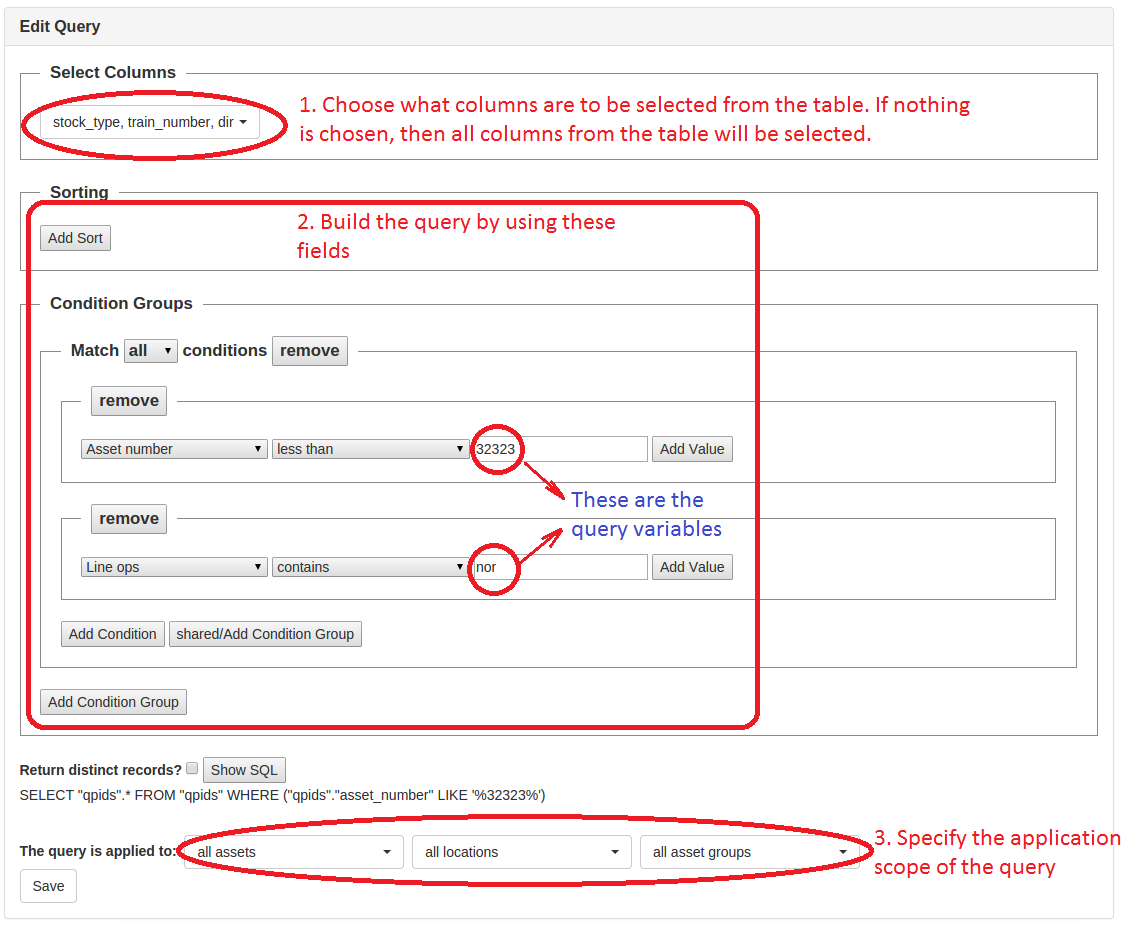 Edit Query
Select Columns
stock_type, train_number, dir
1. Choose what columns are to be selected from the table. If nothing
is chosen, then all columns from the table will be selected.
Sorting
Add Sort
2. Build the query by using these
fields
Condition Groups
Match all conditions remove
remove
Asset number less than 32323 Add Value
These are the
query variables
remove
Line ops contains nor Add Value
Add Condition shared/Add Condition Group
Add Condition Group
Return distinct records? Show SQL
SELECT "qpids".* FROM "qpids" WHERE ("qpids"."asset_number" LIKE '%32323%')
The query is applied to: all assets all locations all asset groups
3. Specify the application
scope of the query
Save